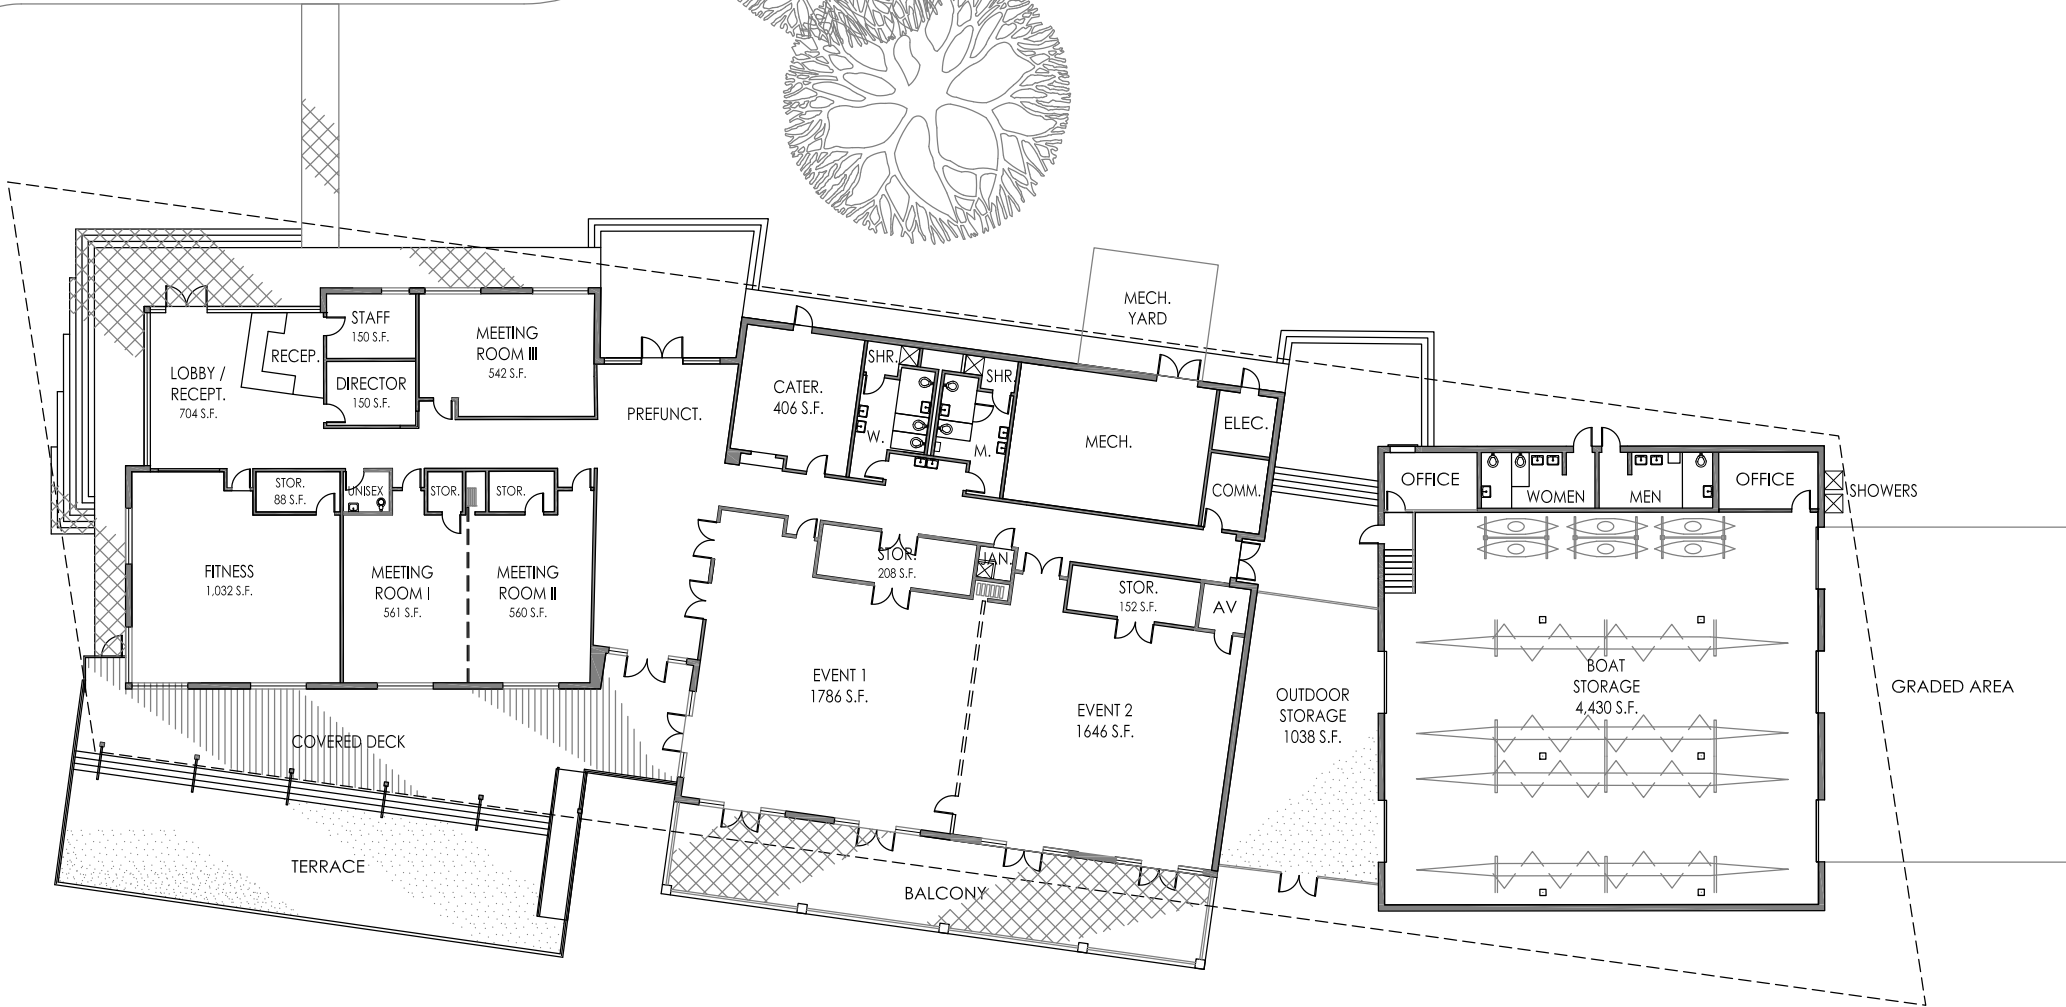 MECH.
YARD
STAFF
150 S.F.
RECEP.
MEETING
ROOM III
542 S.F.
LOBBY /
RECEPT.
704 S.F.
DIRECTOR
150 S.F.
PREFUNCT.
CATER.
406 S.F.
SHR.
SHR.
W.
M.
MECH.
ELEC.
COMM.
OFFICE
WOMEN
MEN
OFFICE
SHOWERS
STOR.
88 S.F.
UNISEX
STOR.
STOR.
FITNESS
1,032 S.F.
MEETING
ROOM I
561 S.F.
MEETING
ROOM II
560 S.F.
STOR.
208 S.F.
JAN.
STOR.
152 S.F.
AV
EVENT 1
1786 S.F.
EVENT 2
1646 S.F.
OUTDOOR
STORAGE
1038 S.F.
BOAT
STORAGE
4,430 S.F.
GRADED AREA
COVERED DECK
TERRACE
BALCONY